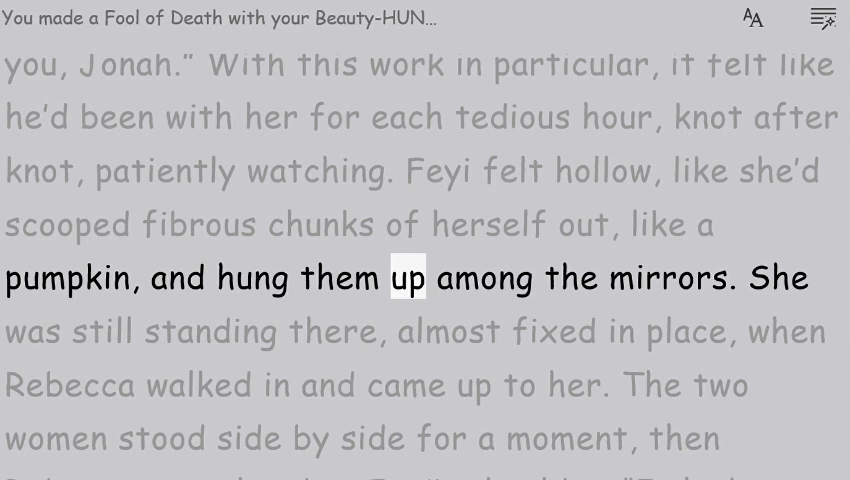 You made a Fool of Death with your Beauty-HUN...
AA
you, Jonah.” With this work in particular, it felt like
he’d been with her for each tedious hour, knot after
knot, patiently watching. Feyi felt hollow, like she’d
scooped fibrous chunks of herself out, like a
pumpkin, and hung them up among the mirrors. She
was still standing there, almost fixed in place, when
Rebecca walked in and came up to her. The two
women stood side by side for a moment, then